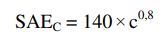 SAE_C = 140 × c^0,8